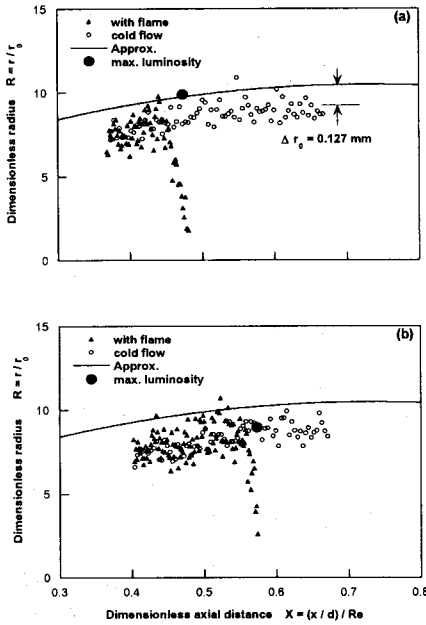 (a)
with flame
cold flow
Approx.
max. luminosity
15
10
5
0
Dimensionless radius R = r / r₀
Δ r₀ = 0.127 mm
(b)
with flame
cold flow
Approx.
max. luminosity
15
10
5
0
Dimensionless radius R = r / r₀
0.3 0.4 0.5 0.6 0.7 0.8
Dimensionless axial distance X = (x / d) / Re